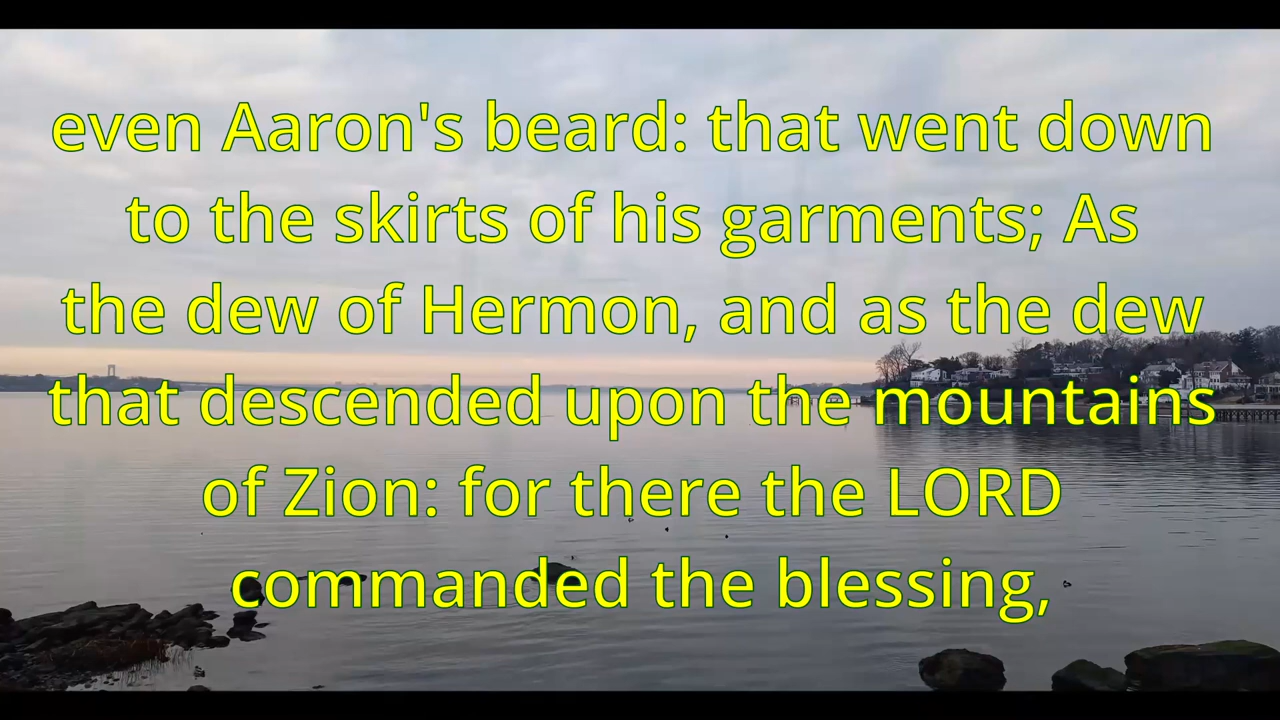 even Aaron's beard: that went down
to the skirts of his garments; As
the dew of Hermon, and as the dew
that descended upon the mountains
of Zion: for there the LORD
commanded the blessing,